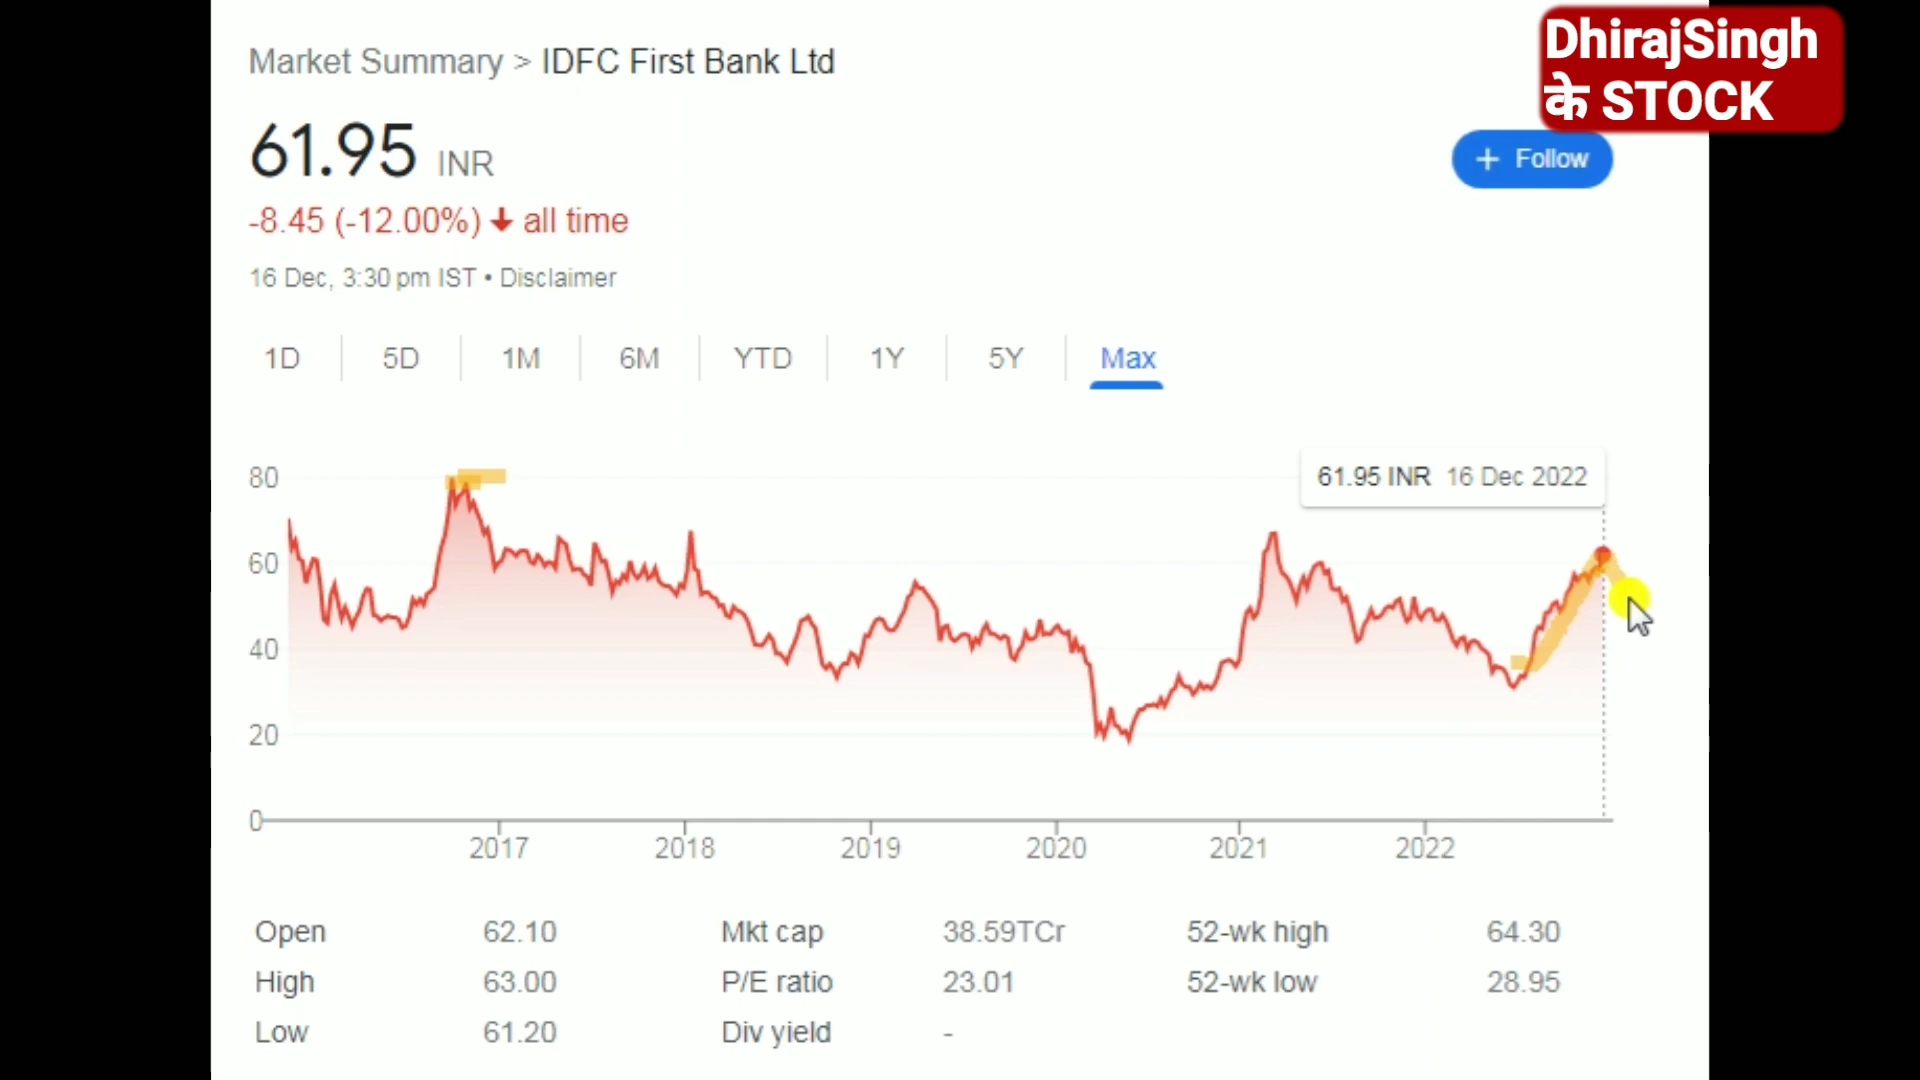 DhirajSingh
के STOCK
Market Summary > IDFC First Bank Ltd
61.95 INR
+ Follow
-8.45 (-12.00%) ↓ all time
16 Dec, 3:30 pm IST • Disclaimer
1D 5D 1M 6M YTD 1Y 5Y Max
61.95 INR 16 Dec 2022
80
60
40
20
0
2017 2018 2019 2020 2021 2022
Open 62.10 Mkt cap 38.59TCr 52-wk high 64.30
High 63.00 P/E ratio 23.01 52-wk low 28.95
Low 61.20 Div yield -